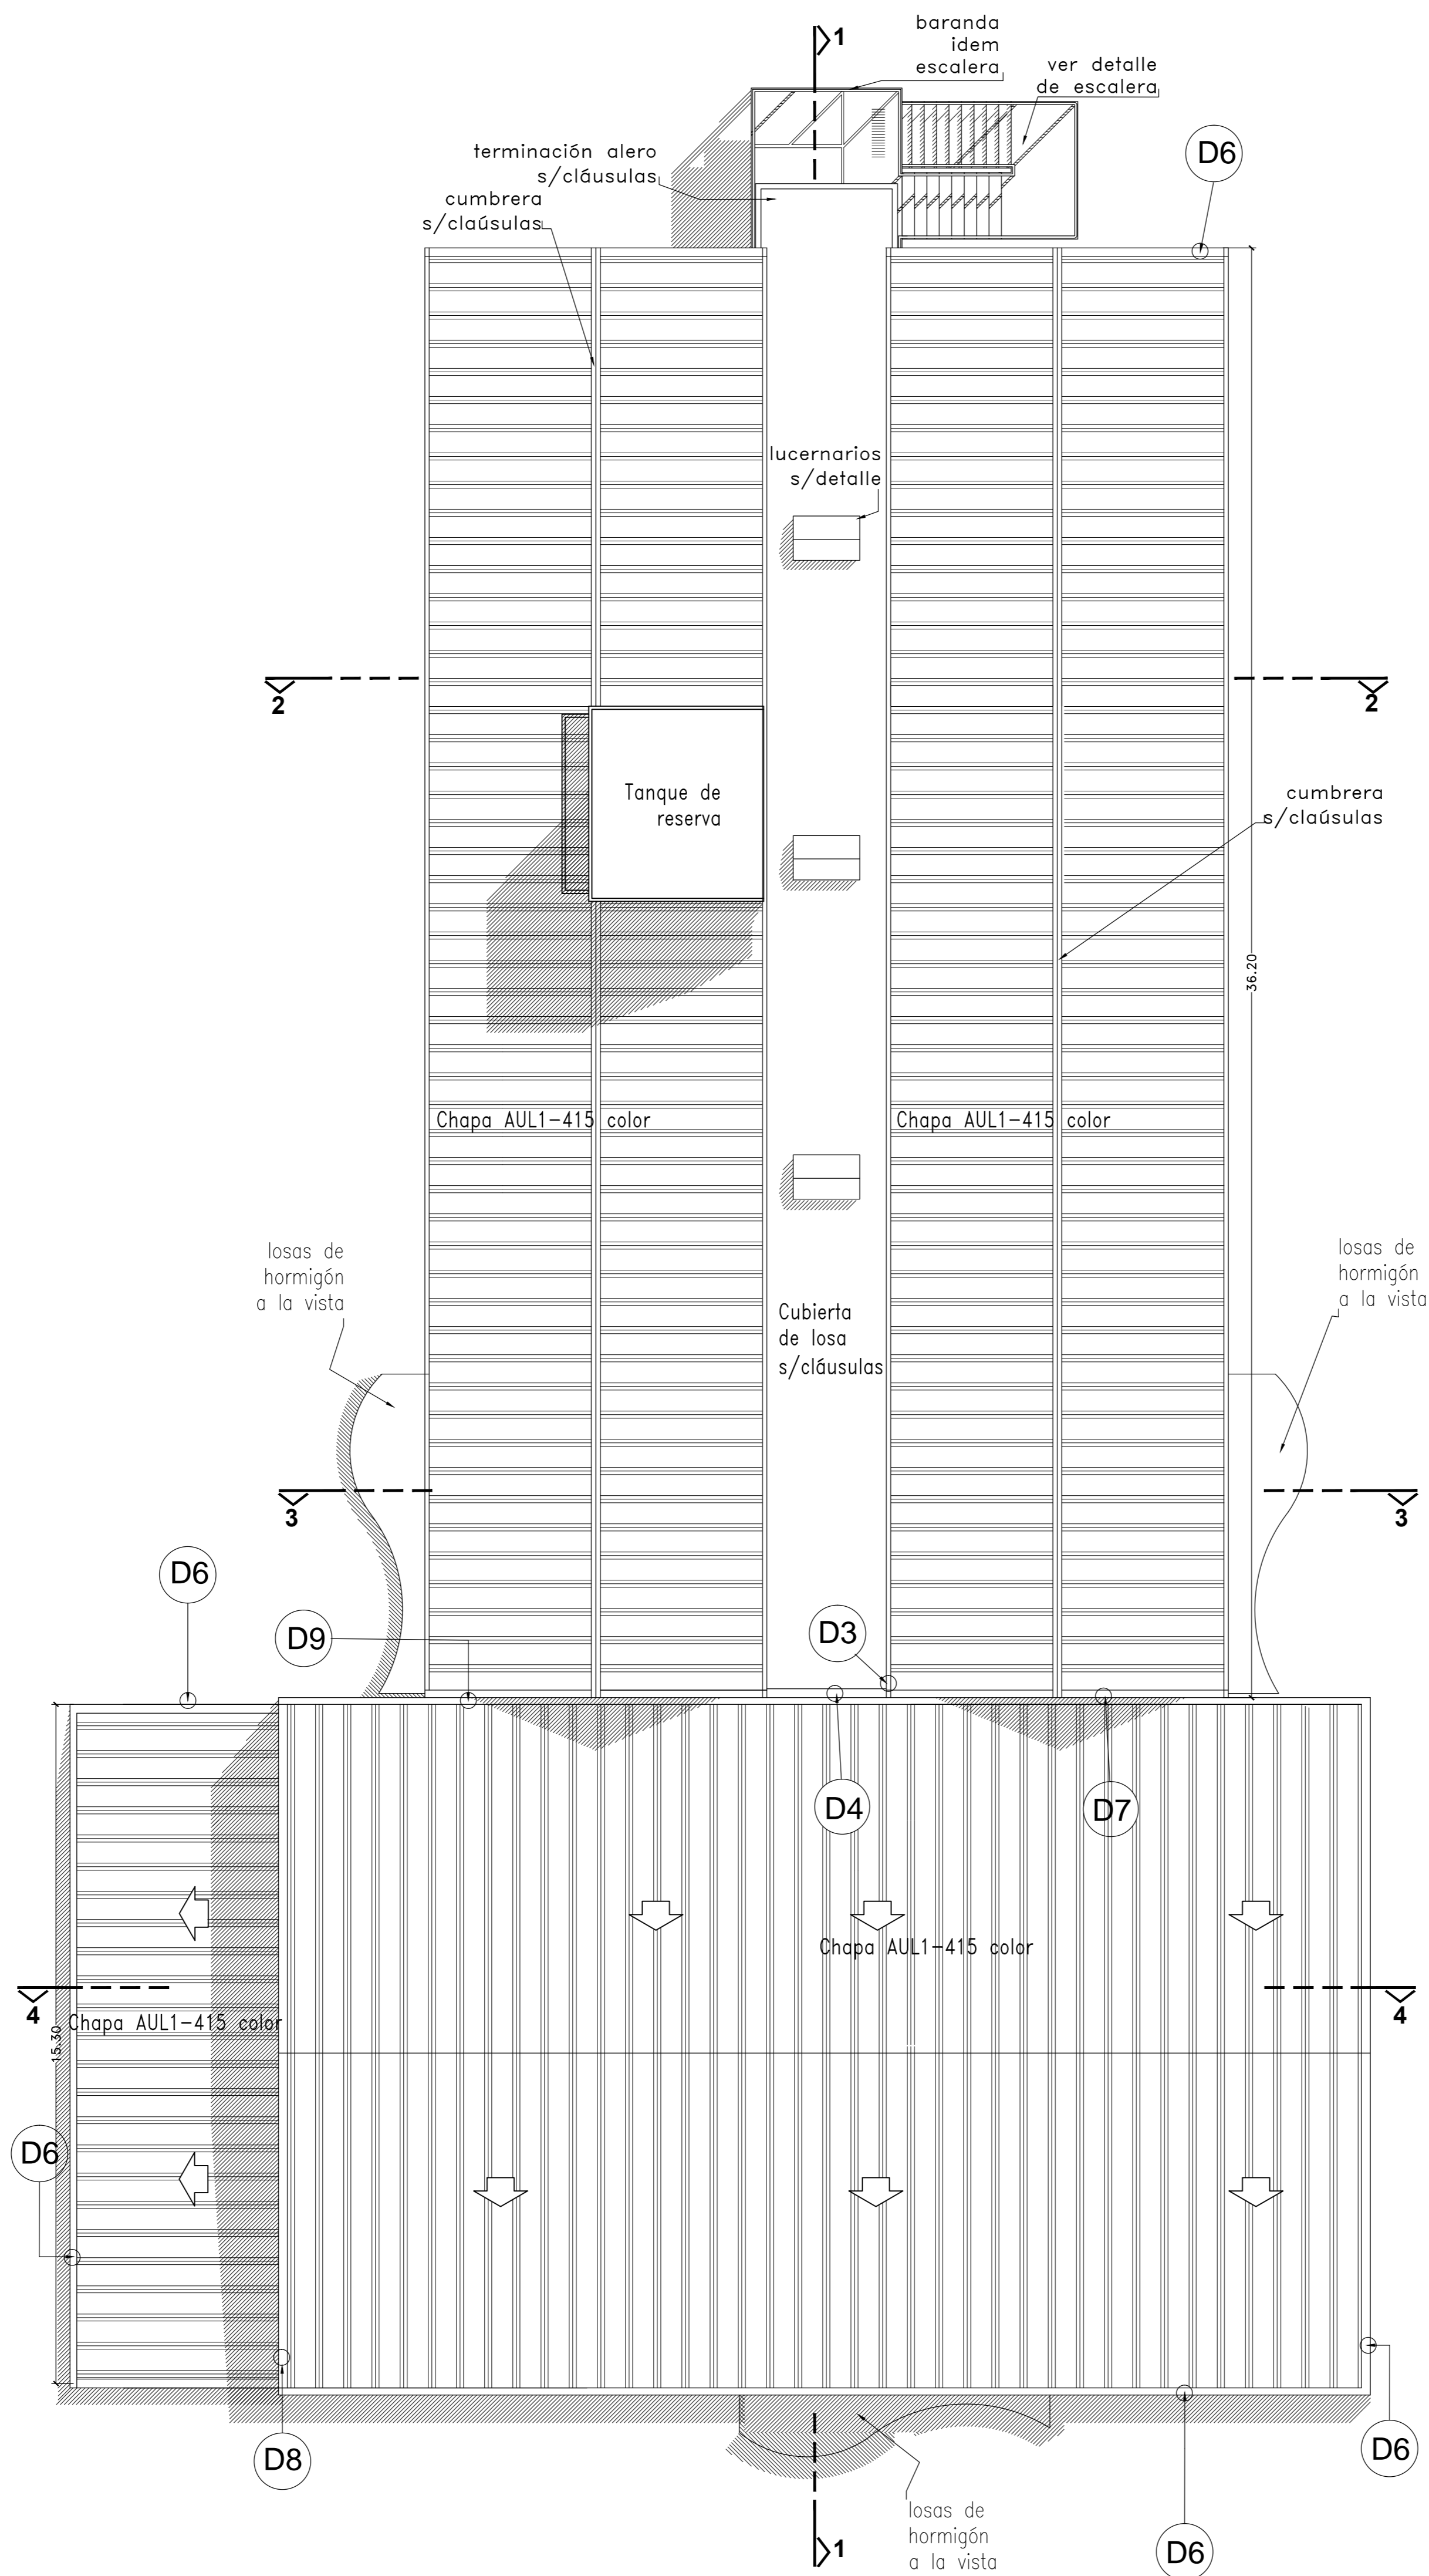 1
baranda
idem
escalera
ver detalle
de escalera
D6
terminación alero
s/cláusulas
cumbrera
s/claúsulas
lucernarios
s/detalle
2
2
Tanque de
reserva
cumbrera
s/claúsulas
36.20
Chapa AUL1-415 color
Chapa AUL1-415 color
losas de
hormigón
a la vista
losas de
hormigón
a la vista
Cubierta
de losa
s/cláusulas
3
3
D6
D9
D3
D4
D7
Chapa AUL1-415 color
4
4
Chapa AUL1-415 color
15.30
D6
D8
D6
losas de
hormigón
a la vista
1
D6